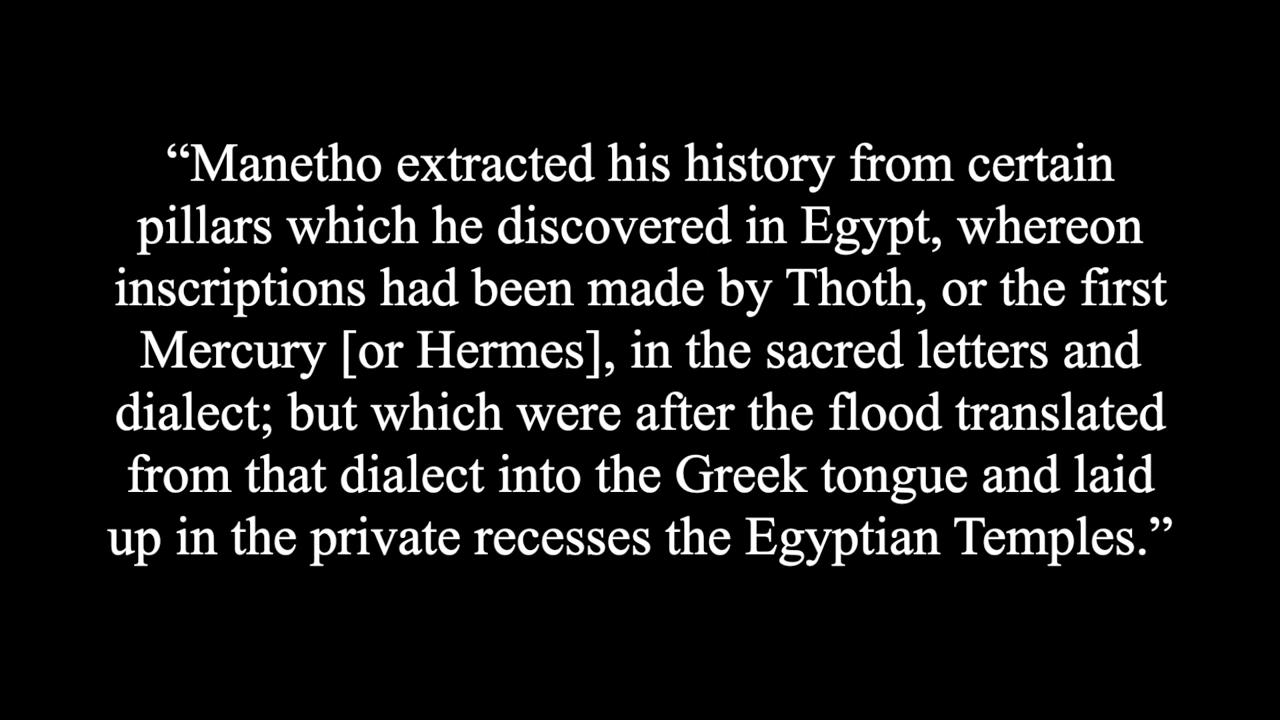 “Manetho extracted his history from certain
pillars which he discovered in Egypt, whereon
inscriptions had been made by Thoth, or the first
Mercury [or Hermes], in the sacred letters and
dialect; but which were after the flood translated
from that dialect into the Greek tongue and laid
up in the private recesses the Egyptian Temples.”